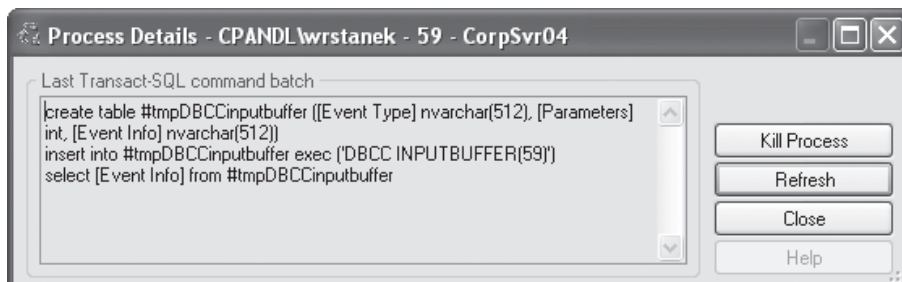 Process Details - CPANDL\wrstanek - 59 - CorpSvr04
Last Transact-SQL command batch
create table #tmpDBCCinputbuffer ([Event Type] nvarchar(512), [Parameters]
int, [Event Info] nvarchar(512))
insert into #tmpDBCCinputbuffer exec ('DBCC INPUTBUFFER(59)')
select [Event Info] from #tmpDBCCinputbuffer
Kill Process
Refresh
Close
Help